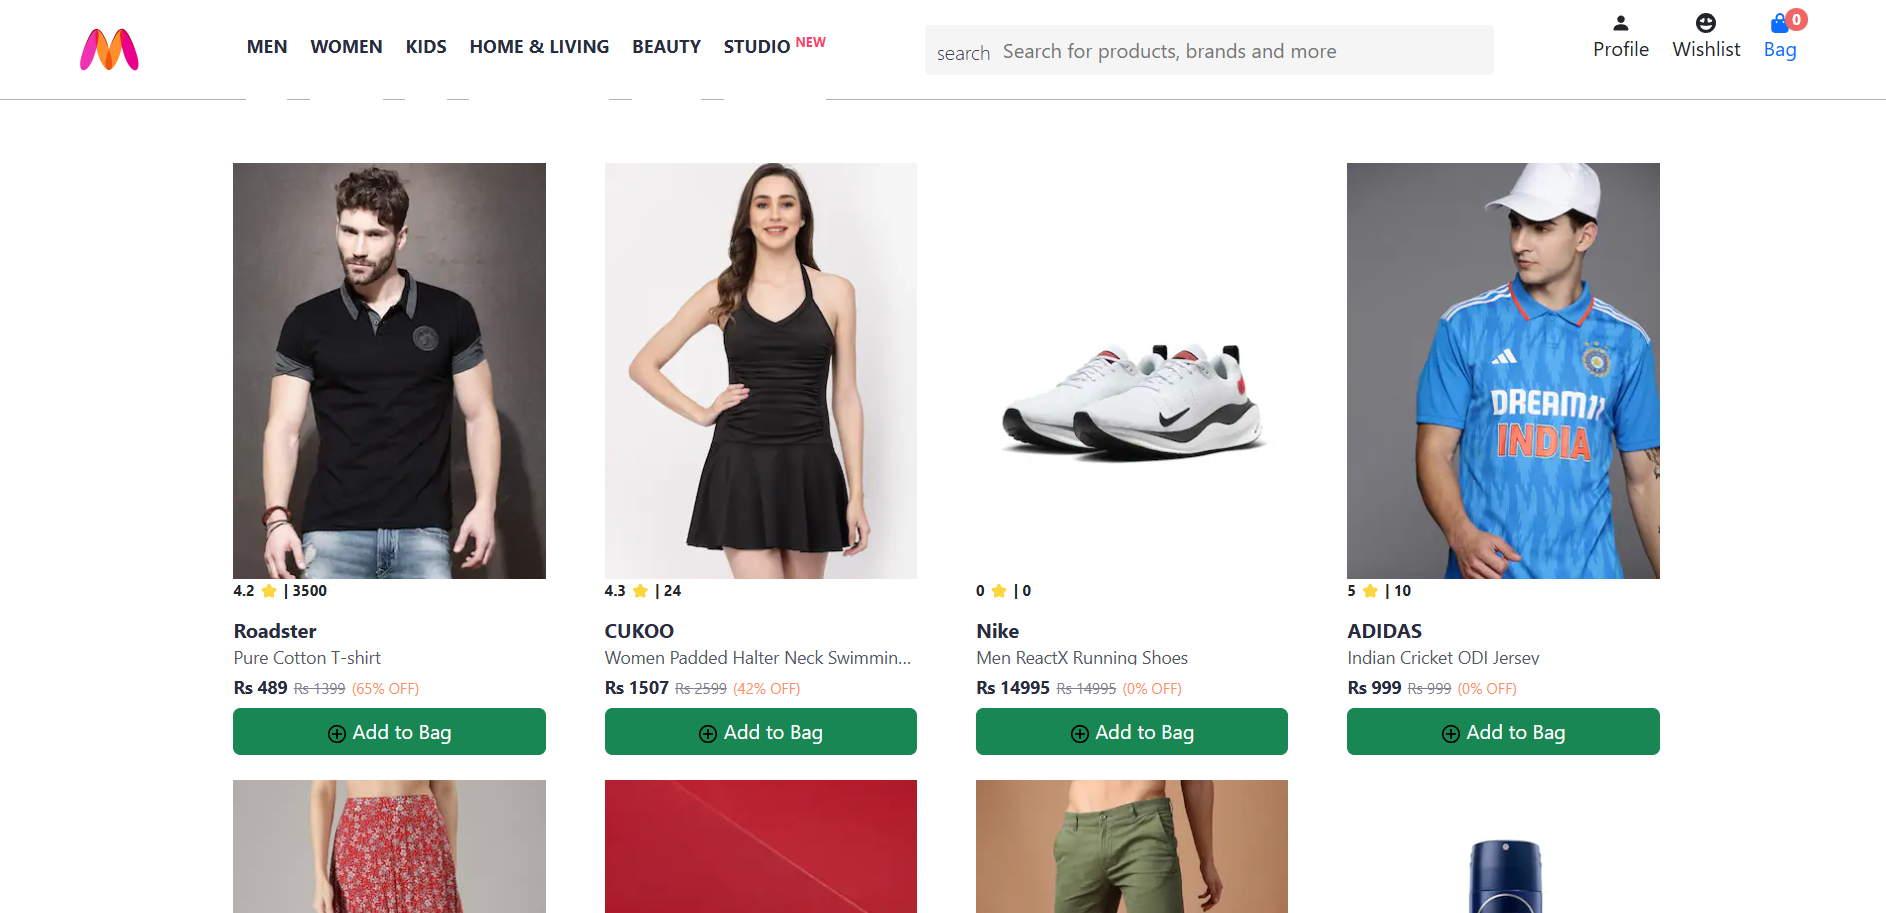 MEN WOMEN KIDS HOME & LIVING BEAUTY STUDIO NEW
search Search for products, brands and more
Profile Wishlist Bag 0
DREAM11
INDIA
4.2 | 3500
Roadster
Pure Cotton T-shirt
Rs 489 Rs 1399 (65% OFF)
Add to Bag
4.3 | 24
CUKOO
Women Padded Halter Neck Swimmin...
Rs 1507 Rs 2599 (42% OFF)
Add to Bag
0 | 0
Nike
Men ReactX Running Shoes
Rs 14995 Rs 14995 (0% OFF)
Add to Bag
5 | 10
ADIDAS
Indian Cricket ODI Jersey
Rs 999 Rs 999 (0% OFF)
Add to Bag